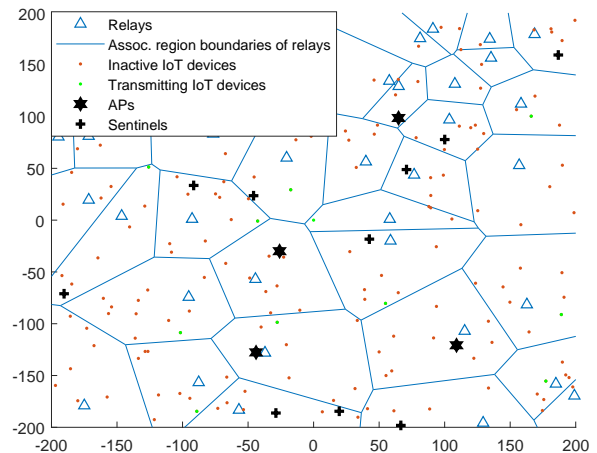 200
150
100
50
0
-50
-100
-150
-200
Relays
Assoc. region boundaries of relays
Inactive IoT devices
Transmitting IoT devices
APs
Sentinels
-200 -150 -100 -50 0 50 100 150 200